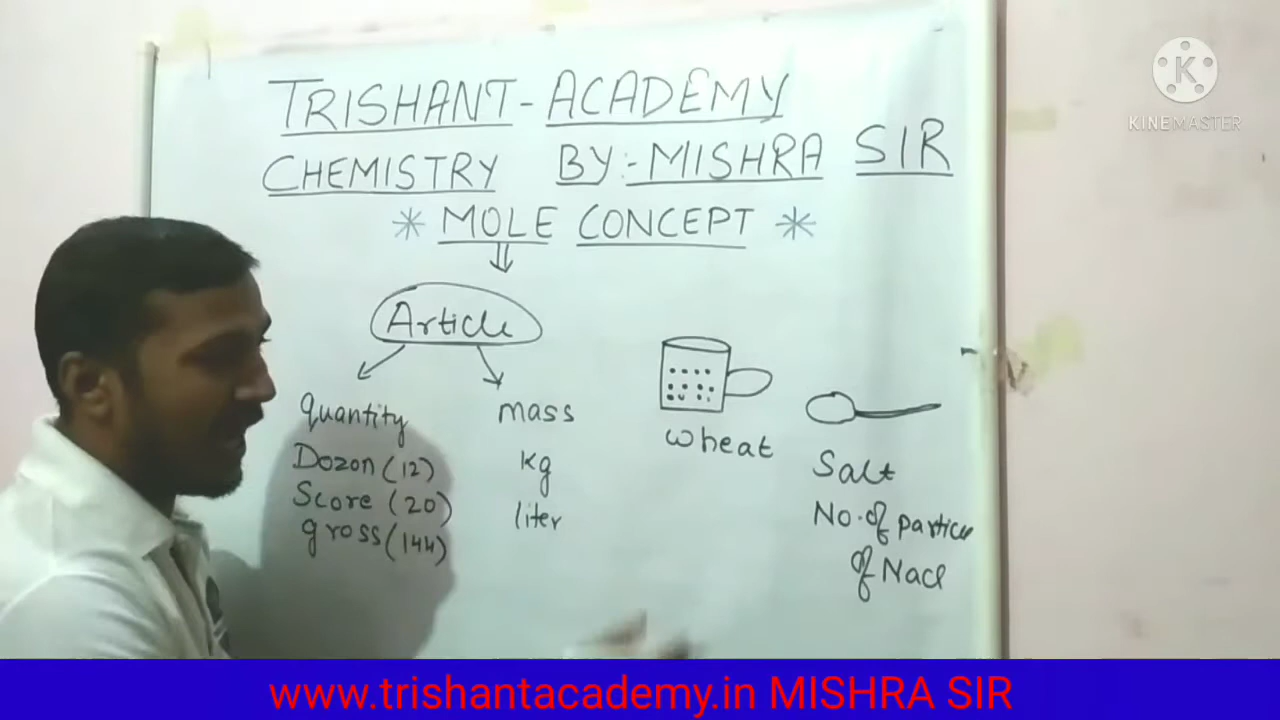 TRISHANT-ACADEMY
CHEMISTRY BY:-MISHRA SIR
* MOLE CONCEPT *
Article
quantity
Dozon (12)
Score (20)
gross (144)
mass
kg
liter
wheat
Salt
No. of particle
of Nacl
K
KINEMASTER
www.trishantacademy.in MISHRA SIR